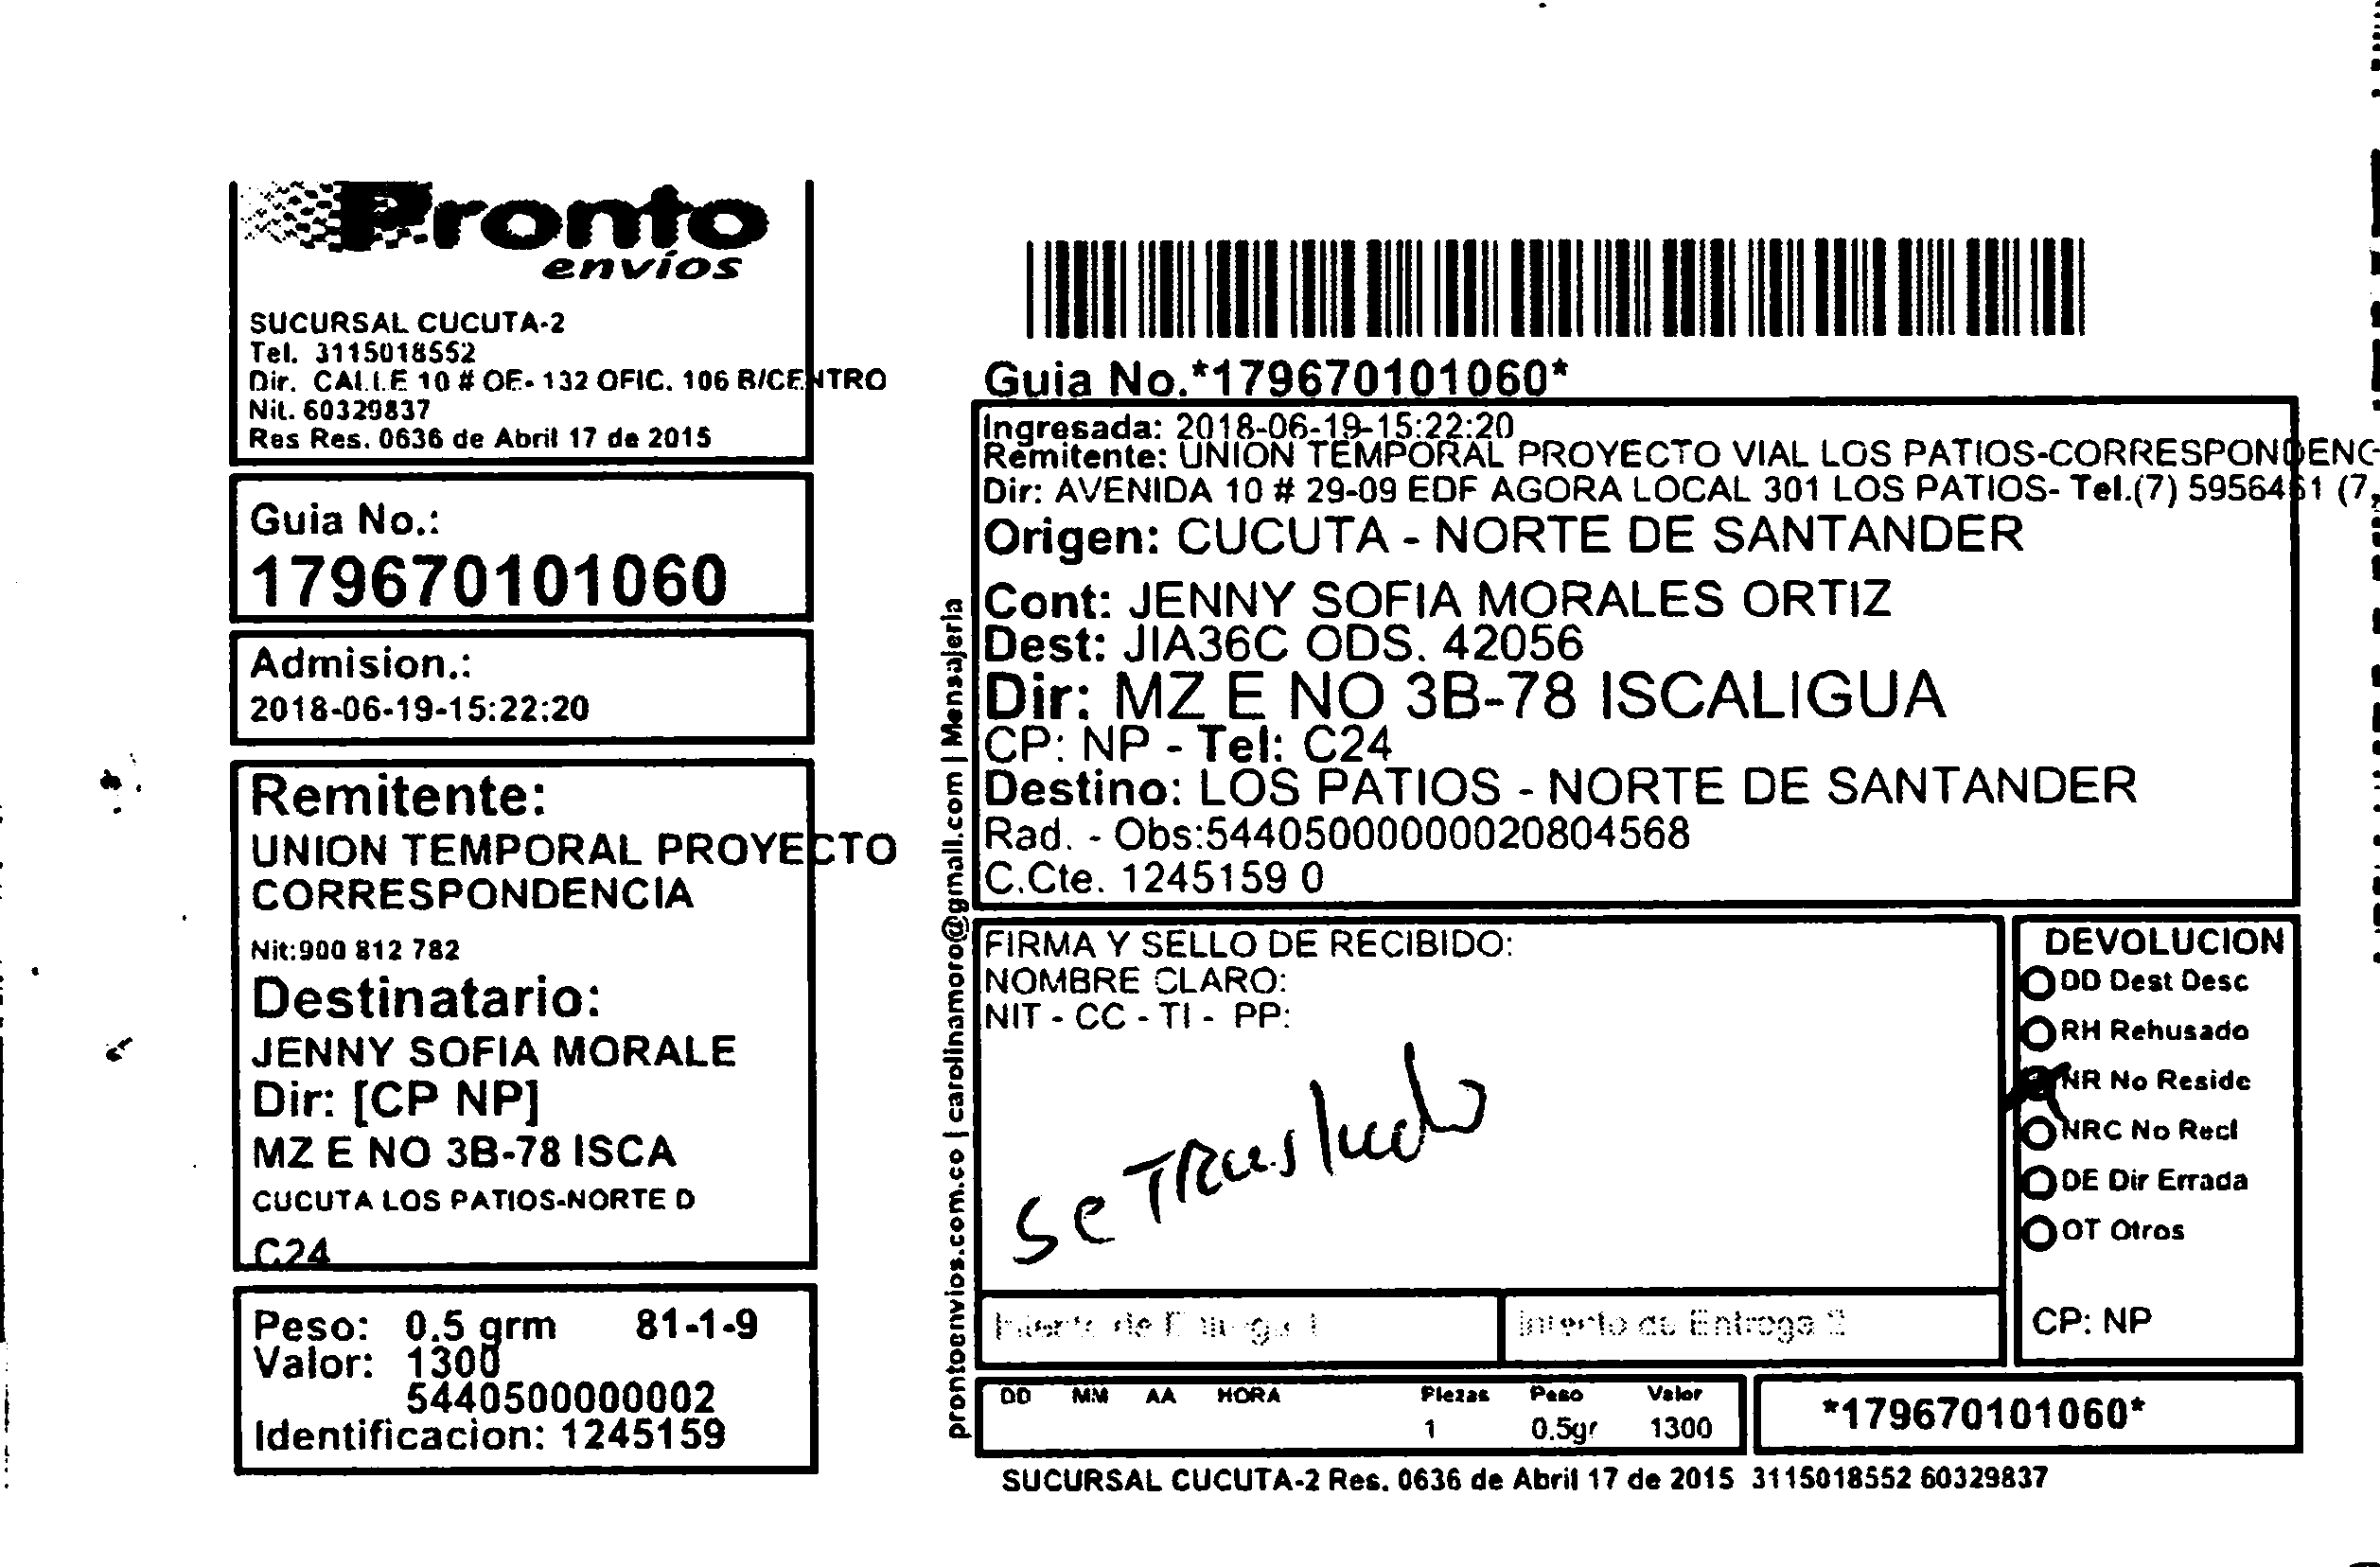 Pronto
envíos
SUCURSAL CUCUTA-2
Tel. 3115018552
Dir. CALLE 10 # OE- 132 OFIC. 106 B/CENTRO
Nit. 60329837
Res Res. 0636 de Abril 17 de 2015
Guia No.:
179670101060
Admision.:
2018-06-19-15:22:20
Remitente:
UNION TEMPORAL PROYECTO
CORRESPONDENCIA
Nit:900 812 782
Destinatario:
JENNY SOFIA MORALE
Dir: [CP NP]
MZ E NO 3B-78 ISCA
CUCUTA LOS PATIOS-NORTE D
C24
Peso: 0.5 grm 81-1-9
Valor: 1300
5440500000002
Identificacion: 1245159
prontoenvios.com.co | carolinamoro@gmail.com | Mensajeria
Guia No.*179670101060*
Ingresada: 2018-06-19-15:22:20
Remitente: UNION TEMPORAL PROYECTO VIAL LOS PATIOS-CORRESPONDENC
Dir: AVENIDA 10 # 29-09 EDF AGORA LOCAL 301 LOS PATIOS- Tel.(7) 5956461 (7,
Origen: CUCUTA - NORTE DE SANTANDER
Cont: JENNY SOFIA MORALES ORTIZ
Dest: JIA36C ODS. 42056
Dir: MZ E NO 3B-78 ISCALIGUA
CP: NP - Tel: C24
Destino: LOS PATIOS - NORTE DE SANTANDER
Rad. - Obs:54405000000020804568
C.Cte. 1245159 0
FIRMA Y SELLO DE RECIBIDO:
NOMBRE CLARO:
NIT - CC - TI - PP:
Se Trasludo
DEVOLUCION
DD Dest Desc
RH Rehusado
NR No Reside
NRC No Recl
DE Dir Errada
OT Otros
CP: NP
Intento de Entrega 1
Intento de Entrega 2
DD MM AA HORA Piezas Peso Valor
1 0.5gr 1300
*179670101060*
SUCURSAL CUCUTA-2 Res. 0636 de Abril 17 de 2015 3115018552 60329837